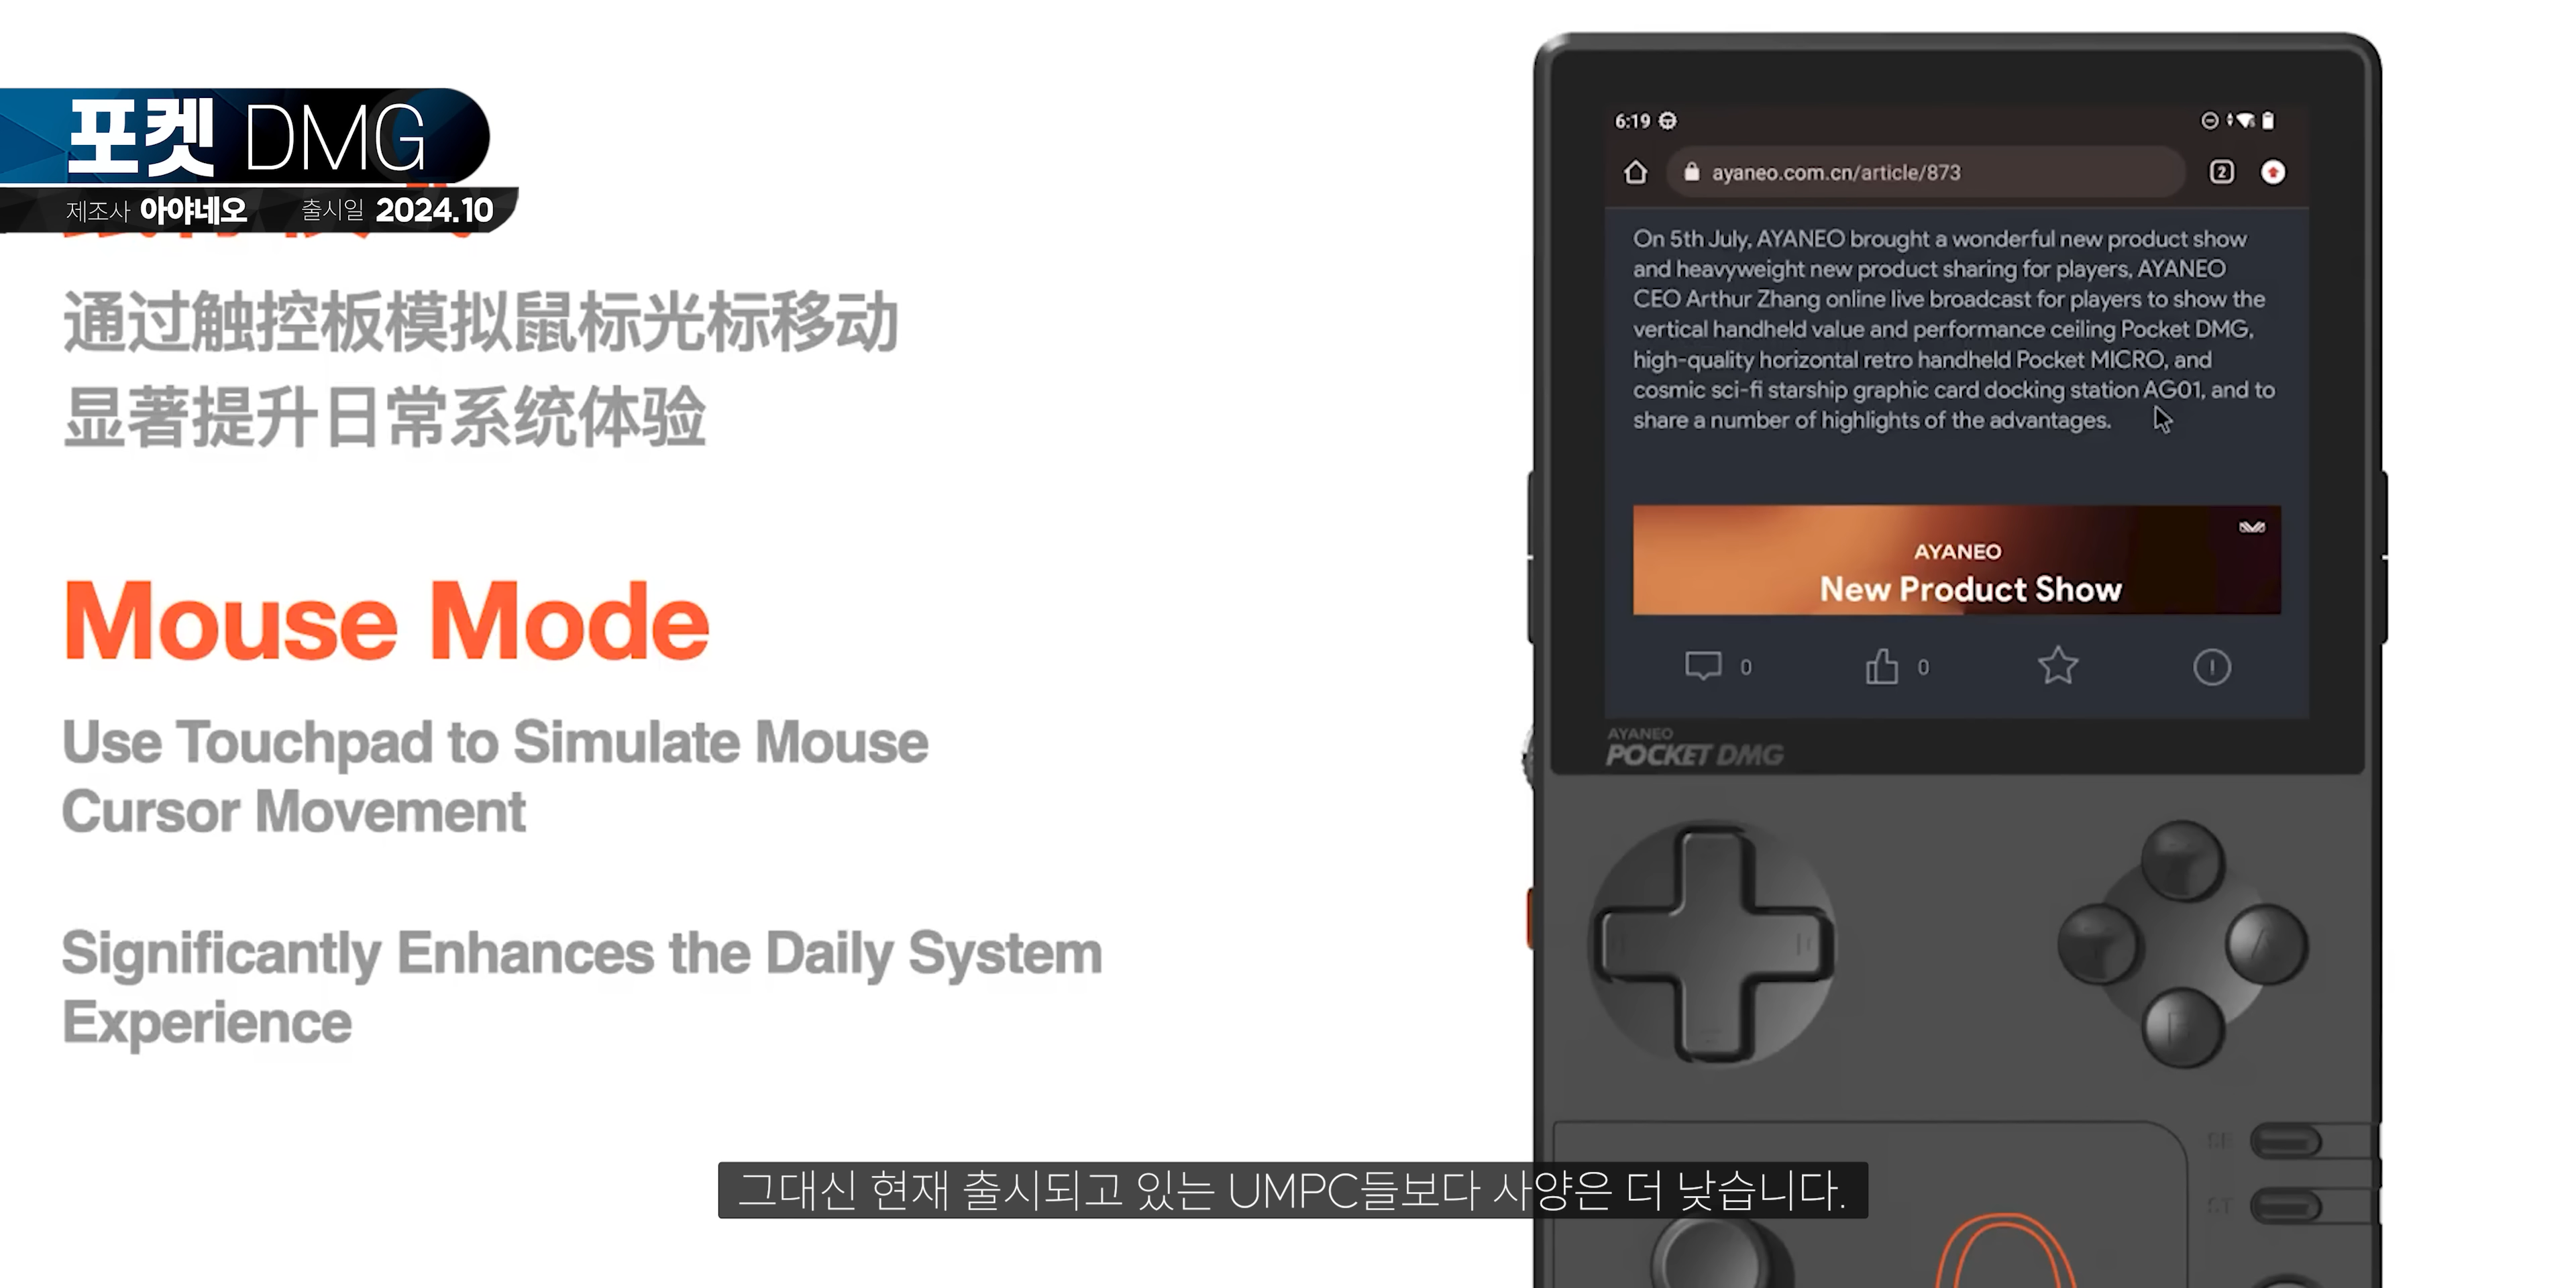 포켓 DMG
제조사 아야네오 출시일 2024.10
通过触控板模拟鼠标光标移动
显著提升日常系统体验
Mouse Mode
Use Touchpad to Simulate Mouse
Cursor Movement
Significantly Enhances the Daily System
Experience
6:19
ayaneo.com.cn/article/873
2
On 5th July, AYANEO brought a wonderful new product show
and heavyweight new product sharing for players, AYANEO
CEO Arthur Zhang online live broadcast for players to show the
vertical handheld value and performance ceiling Pocket DMG,
high-quality horizontal retro handheld Pocket MICRO, and
cosmic sci-fi starship graphic card docking station AG01, and to
share a number of highlights of the advantages.
AYANEO
New Product Show
0
0
AYANEO
POCKET DMG
그대신 현재 출시되고 있는 UMPC들보다 사양은 더 낮습니다.